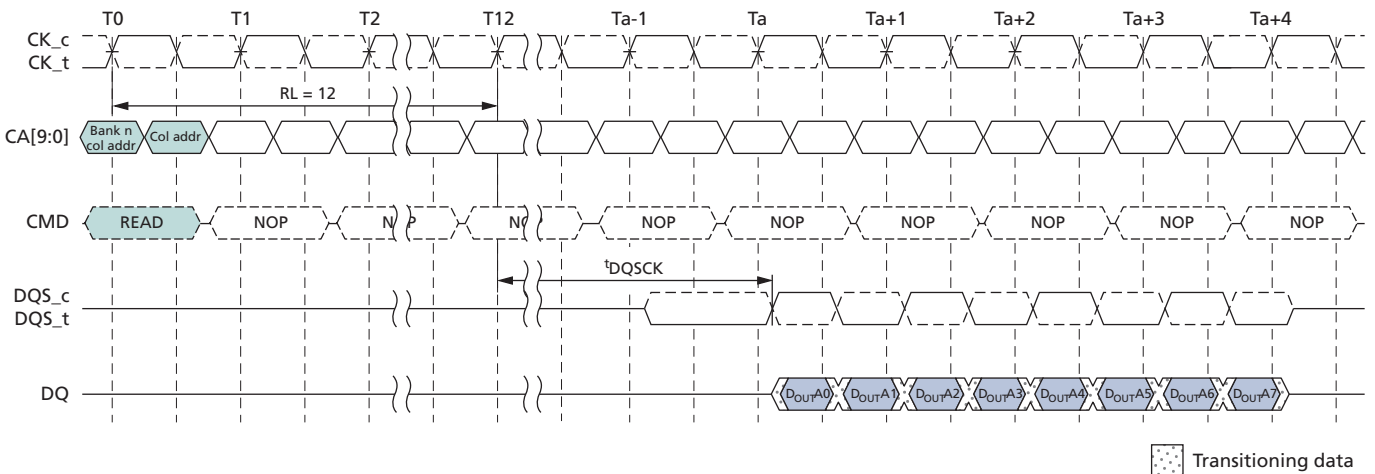 T0 T1 T2 T12 Ta-1 Ta Ta+1 Ta+2 Ta+3 Ta+4
CK_c
CK_t
RL = 12
CA[9:0]
Bank n
col addr
Col addr
CMD READ NOP NOP NOP NOP NOP NOP NOP NOP NOP
tDQSCK
DQS_c
DQS_t
DQ DOUTA0 DOUTA1 DOUTA2 DOUTA3 DOUTA4 DOUTA5 DOUTA6 DOUTA7
Transitioning data